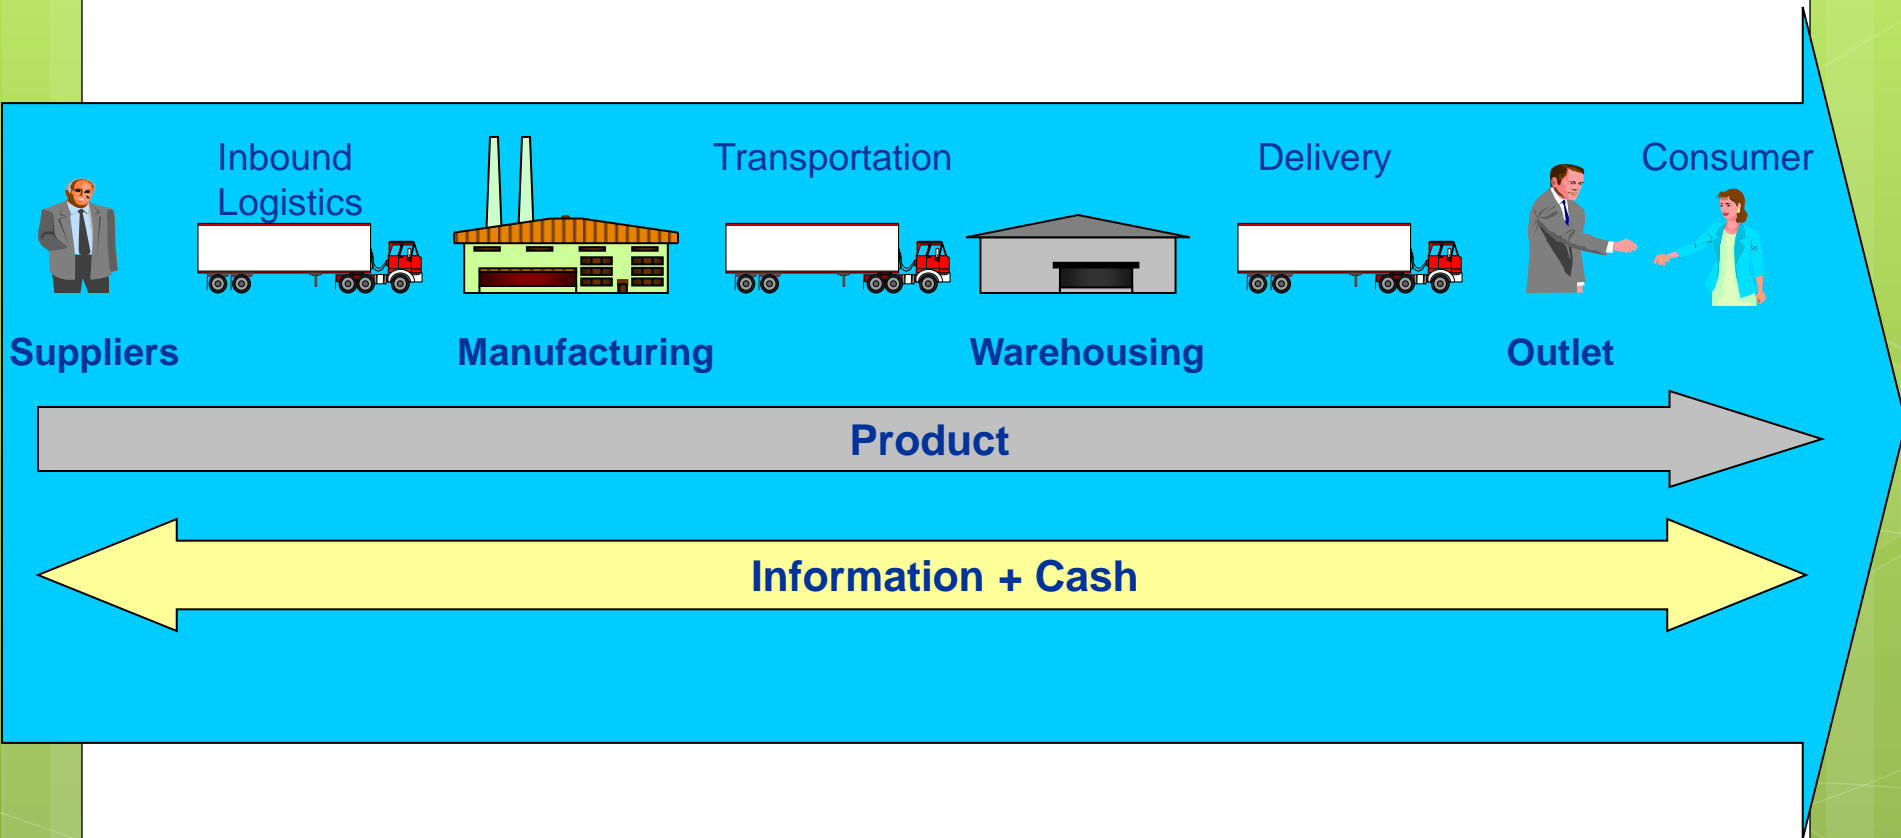 Inbound
Logistics
Transportation
Delivery
Consumer
Suppliers
Manufacturing
Warehousing
Outlet
Product
Information + Cash